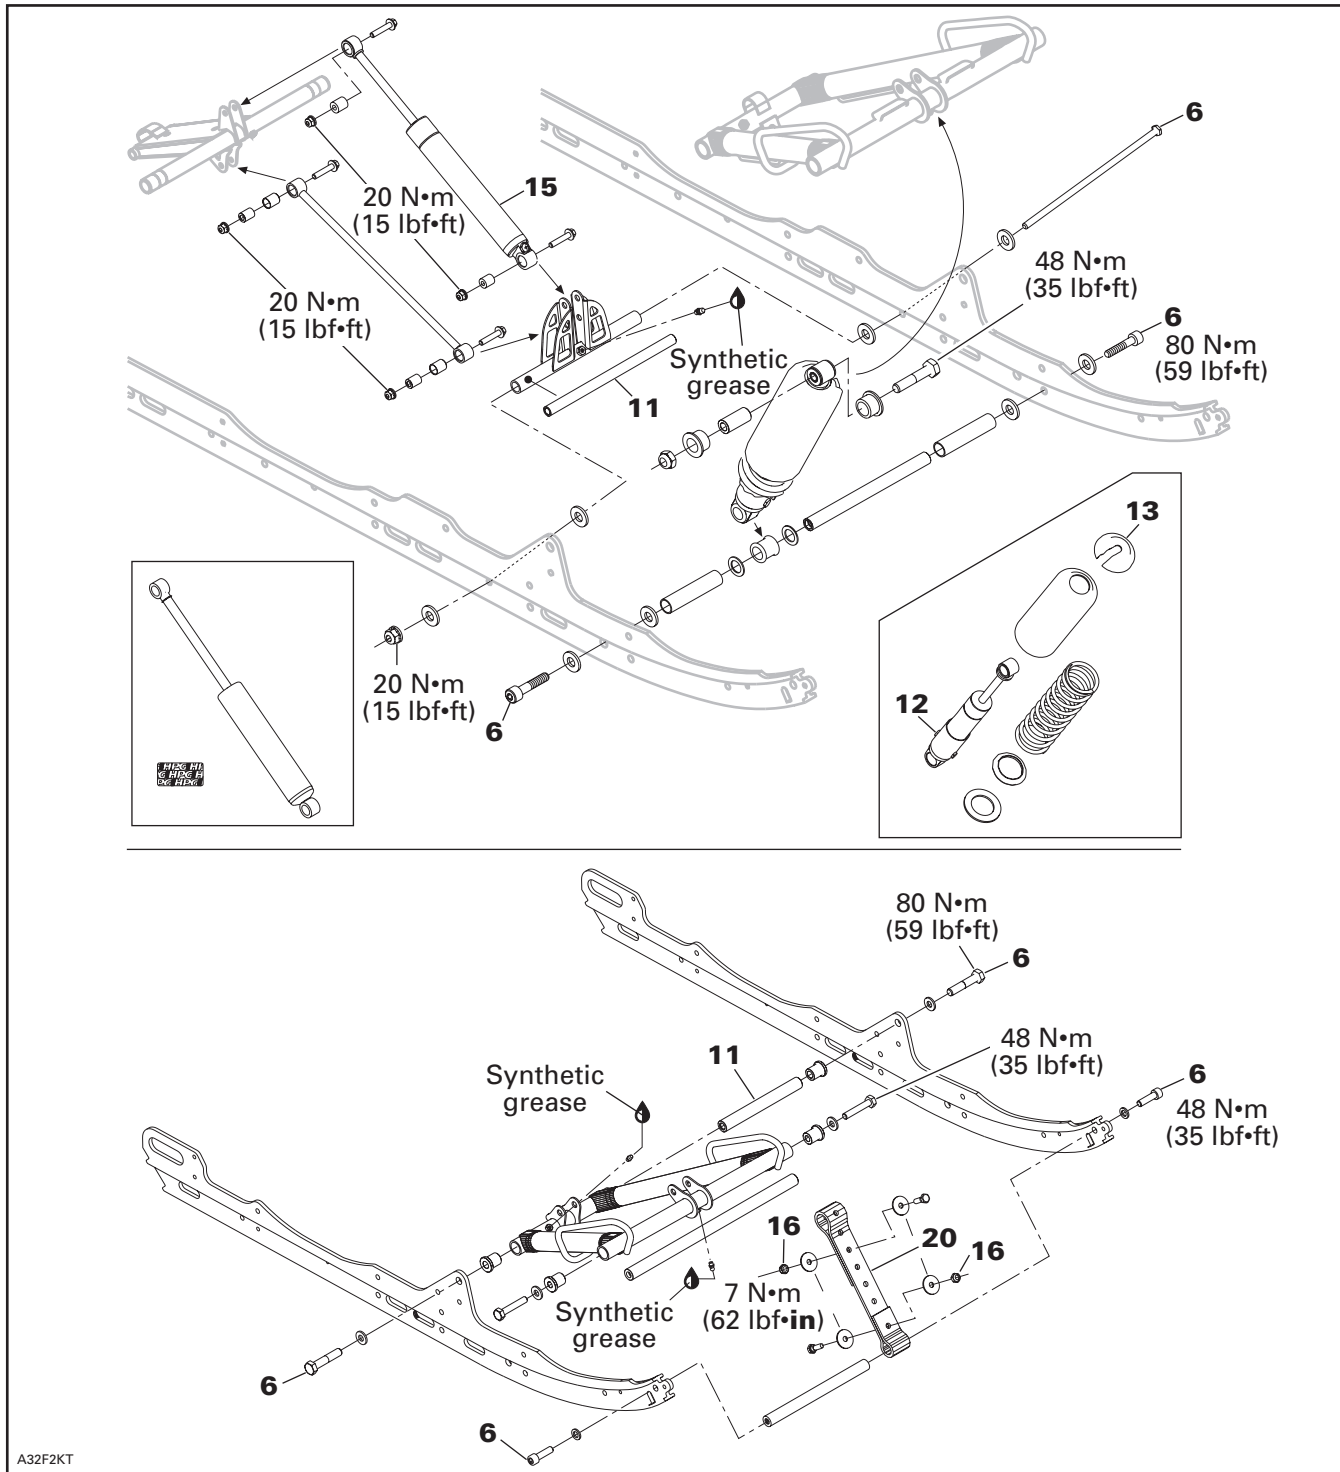 6
15
20 N•m
(15 lbf•ft)
48 N•m
(35 lbf•ft)
20 N•m
(15 lbf•ft)
6
80 N•m
(59 lbf•ft)
Synthetic
grease
11
13
12
20 N•m
(15 lbf•ft)
6
HPG HPG
80 N•m
(59 lbf•ft)
6
48 N•m
(35 lbf•ft)
11
6
48 N•m
(35 lbf•ft)
Synthetic
grease
16
20
16
7 N•m
(62 lbf•in)
Synthetic
grease
6
6
A32F2KT